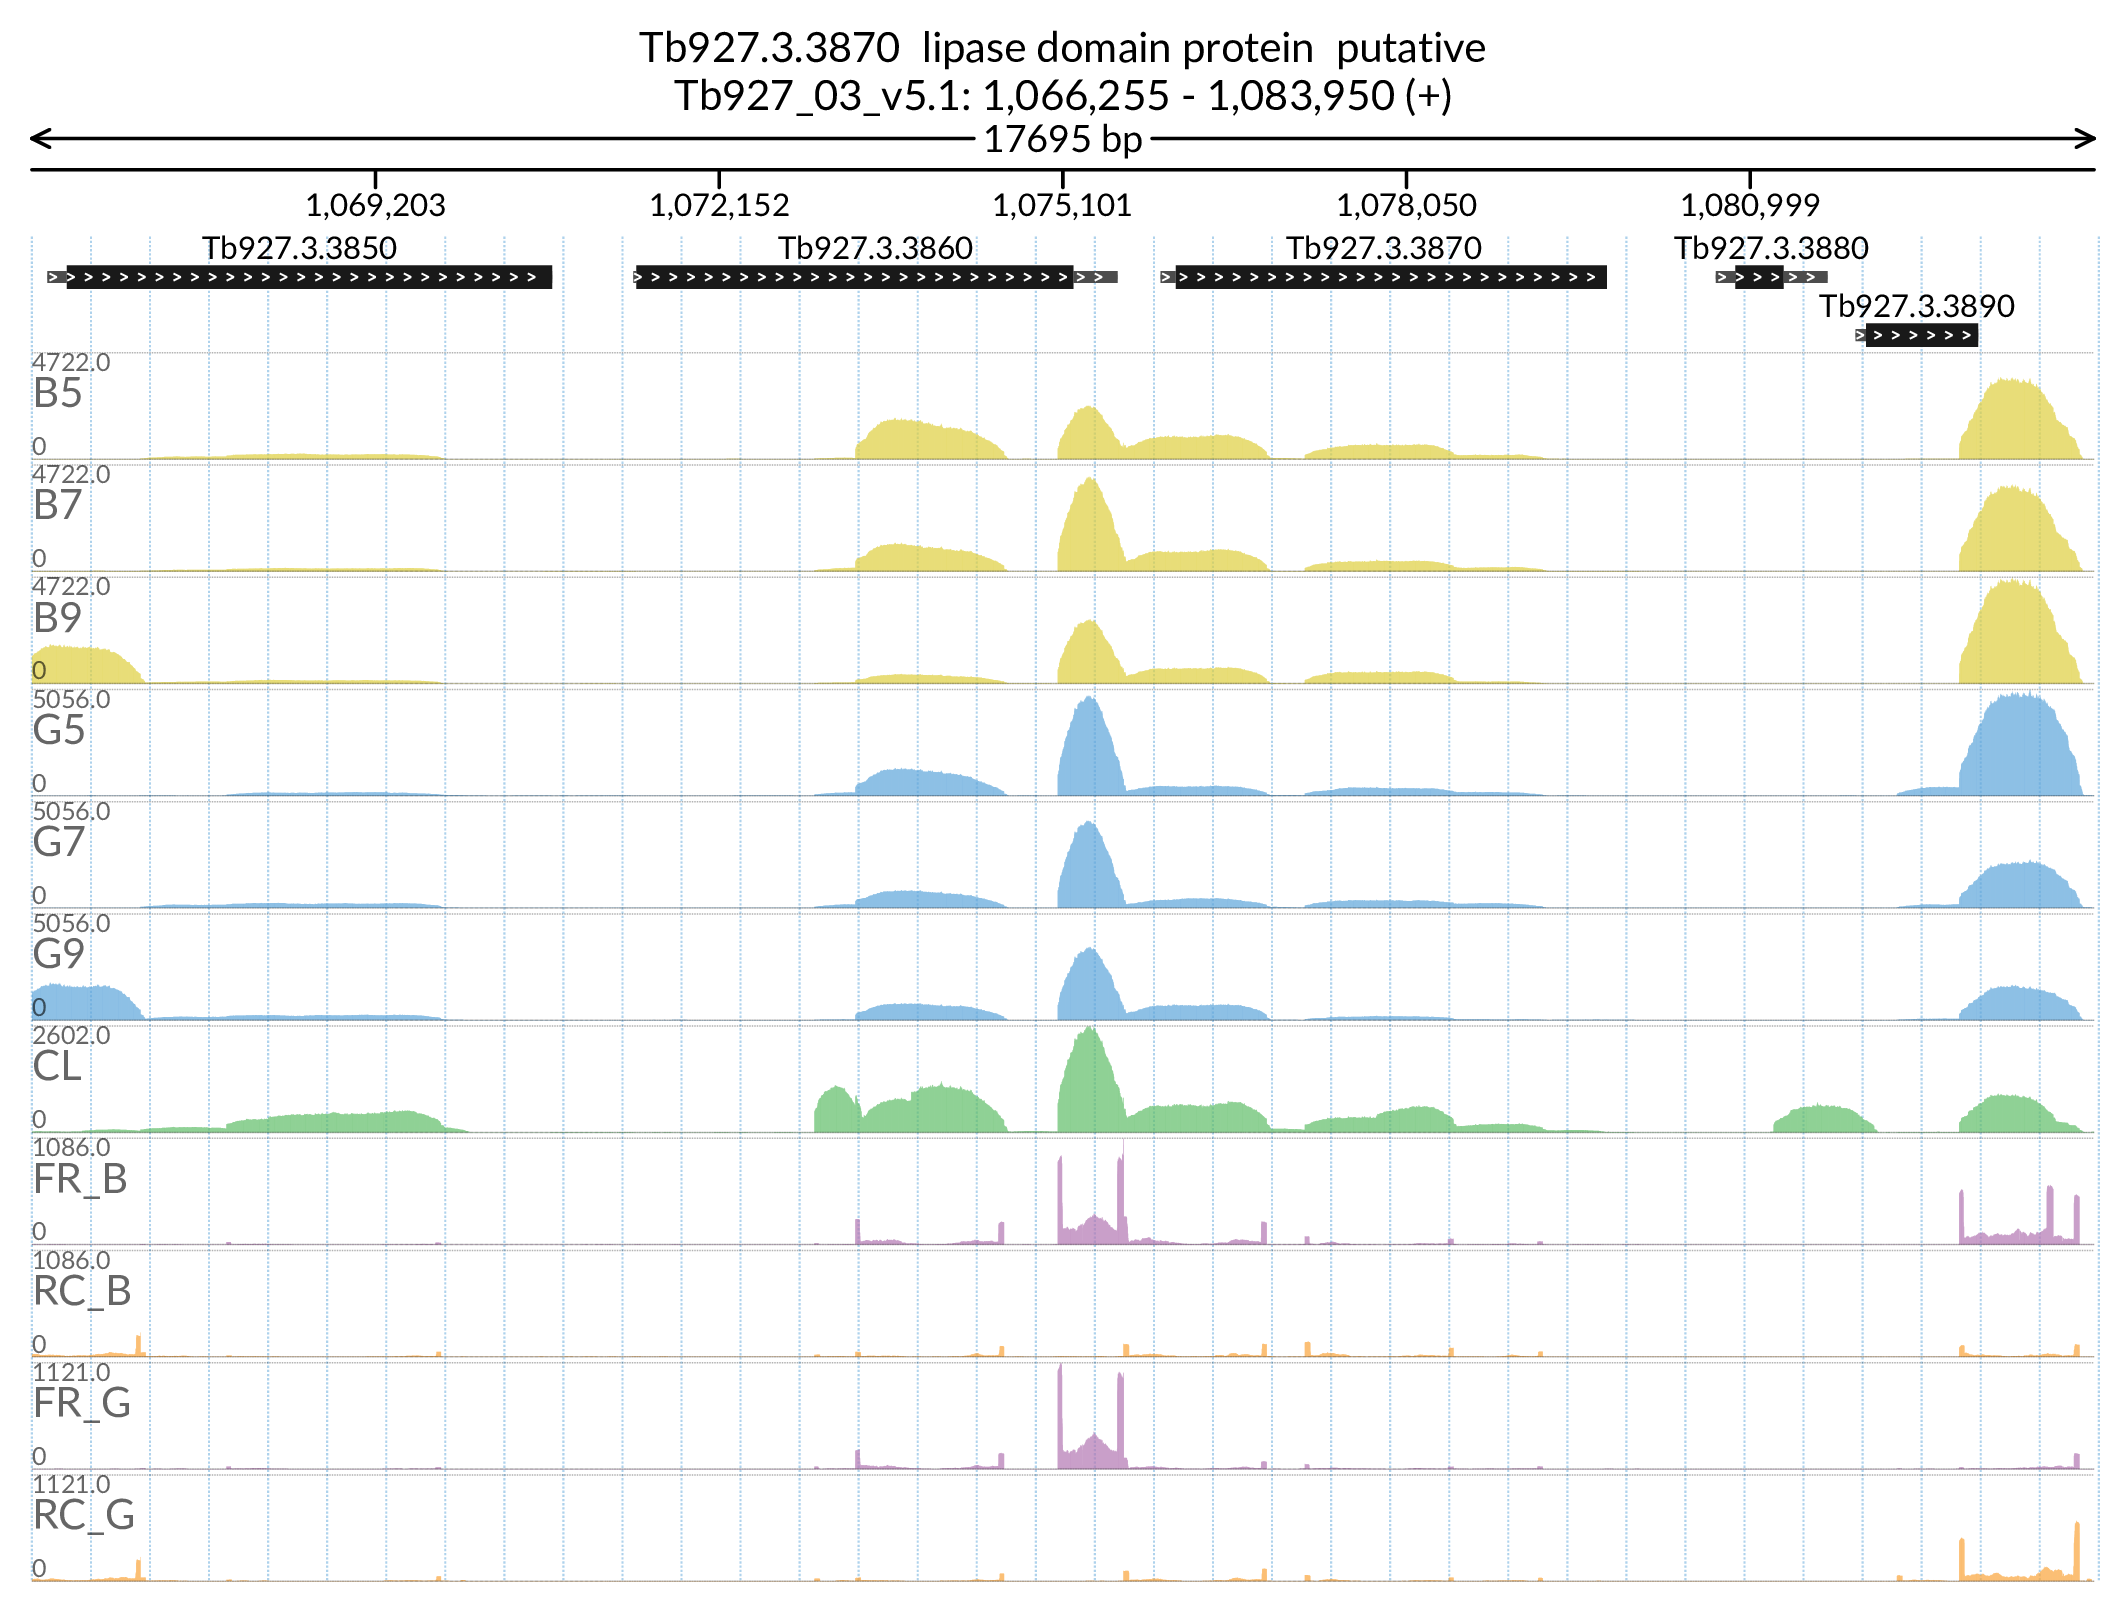 Tb927.3.3870  lipase domain protein  putative
Tb927_03_v5.1: 1,066,255 - 1,083,950 (+)
17695 bp
1,069,203 1,072,152 1,075,101 1,078,050 1,080,999
Tb927.3.3850 Tb927.3.3860 Tb927.3.3870 Tb927.3.3880
Tb927.3.3890
4722.0
B5
0
4722.0
B7
0
4722.0
B9
0
5056.0
G5
0
5056.0
G7
0
5056.0
G9
0
2602.0
CL
0
1086.0
FR_B
0
1086.0
RC_B
0
1121.0
FR_G
0
1121.0
RC_G
0